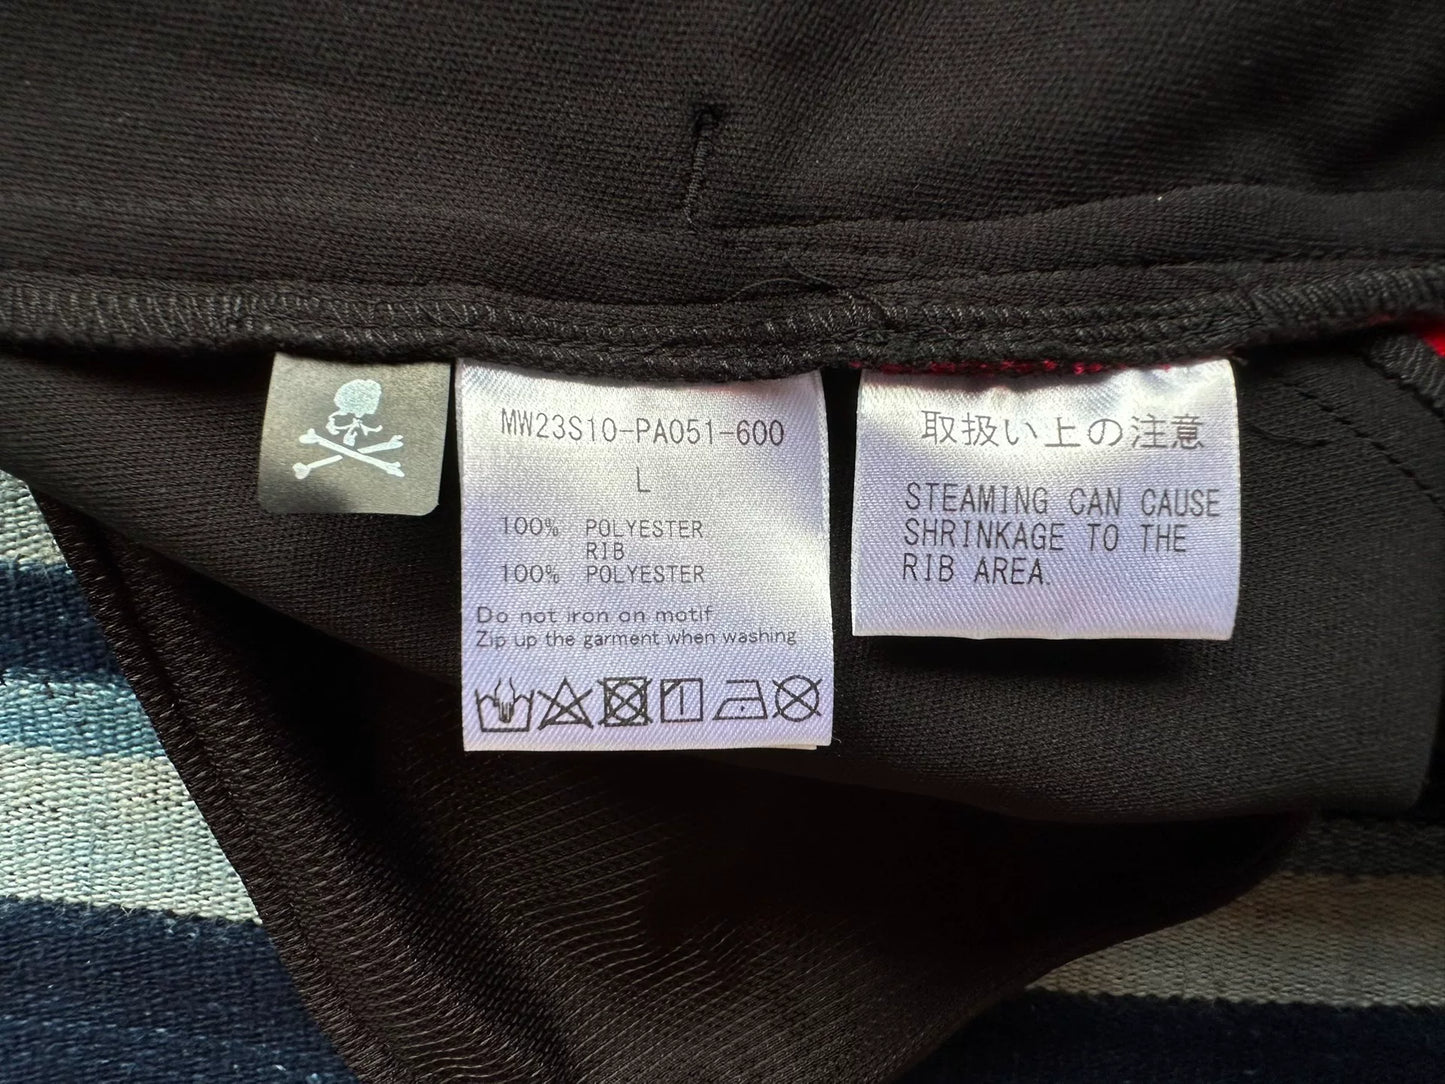 MW23S10-PA051-600
L
100% POLYESTER
RIB
100% POLYESTER
Do not iron on motif
Zip up the garment when washing
取扱い上の注意
STEAMING CAN CAUSE
SHRINKAGE TO THE
RIB AREA.